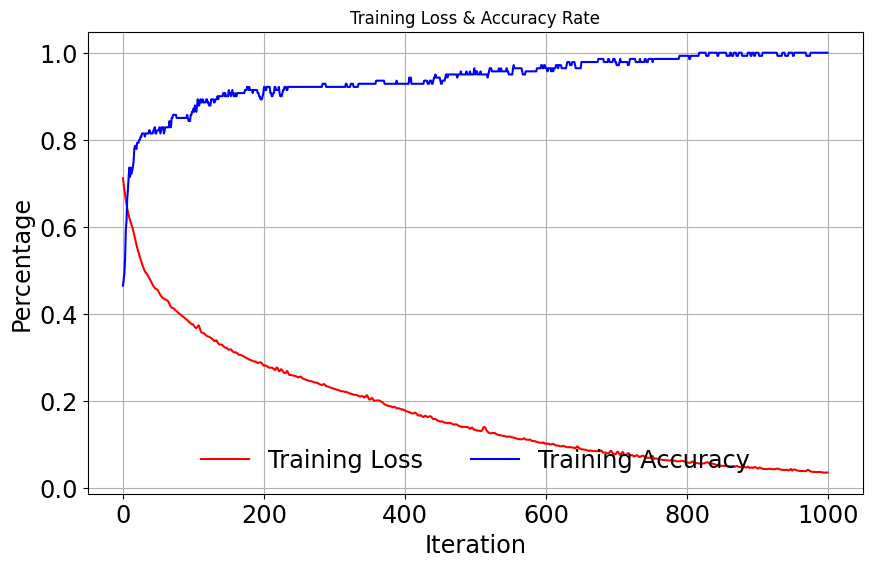 Training Loss & Accuracy Rate
1.0
0.8
0.6
0.4
0.2
0.0
Percentage
Training Loss Training Accuracy
0 200 400 600 800 1000
Iteration